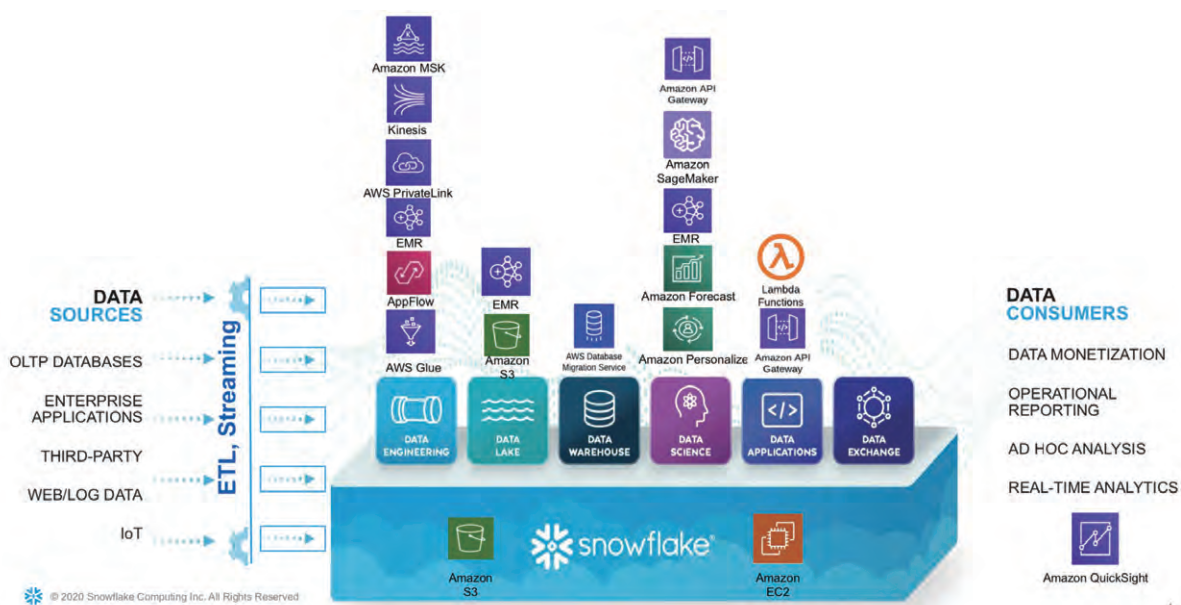 DATA
SOURCES
OLTP DATABASES
ENTERPRISE
APPLICATIONS
THIRD-PARTY
WEB/LOG DATA
IoT
ETL, Streaming
Amazon MSK
Kinesis
AWS PrivateLink
EMR
AppFlow
AWS Glue
EMR
Amazon
S3
AWS Database
Migration Service
Amazon API
Gateway
Amazon
SageMaker
EMR
Amazon Forecast
Amazon Personalize
Lambda
Functions
Amazon API
Gateway
DATA
ENGINEERING
DATA
LAKE
DATA
WAREHOUSE
DATA
SCIENCE
DATA
APPLICATIONS
DATA
EXCHANGE
Amazon
S3
snowflake®
Amazon
EC2
DATA
CONSUMERS
DATA MONETIZATION
OPERATIONAL
REPORTING
AD HOC ANALYSIS
REAL-TIME ANALYTICS
Amazon QuickSight
© 2020 Snowflake Computing Inc. All Rights Reserved